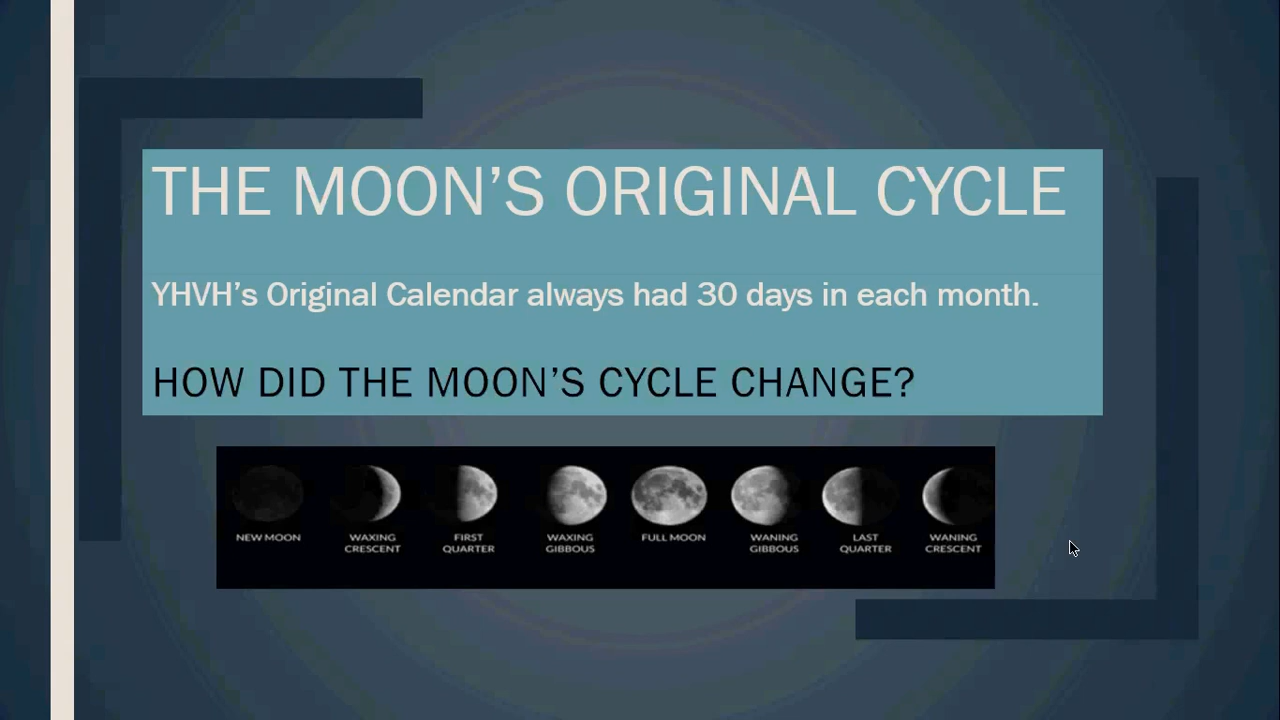 THE MOON’S ORIGINAL CYCLE
YHVH’s Original Calendar always had 30 days in each month.
HOW DID THE MOON’S CYCLE CHANGE?
NEW MOON
WAXING
CRESCENT
FIRST
QUARTER
WAXING
GIBBOUS
FULL MOON
WANING
GIBBOUS
LAST
QUARTER
WANING
CRESCENT